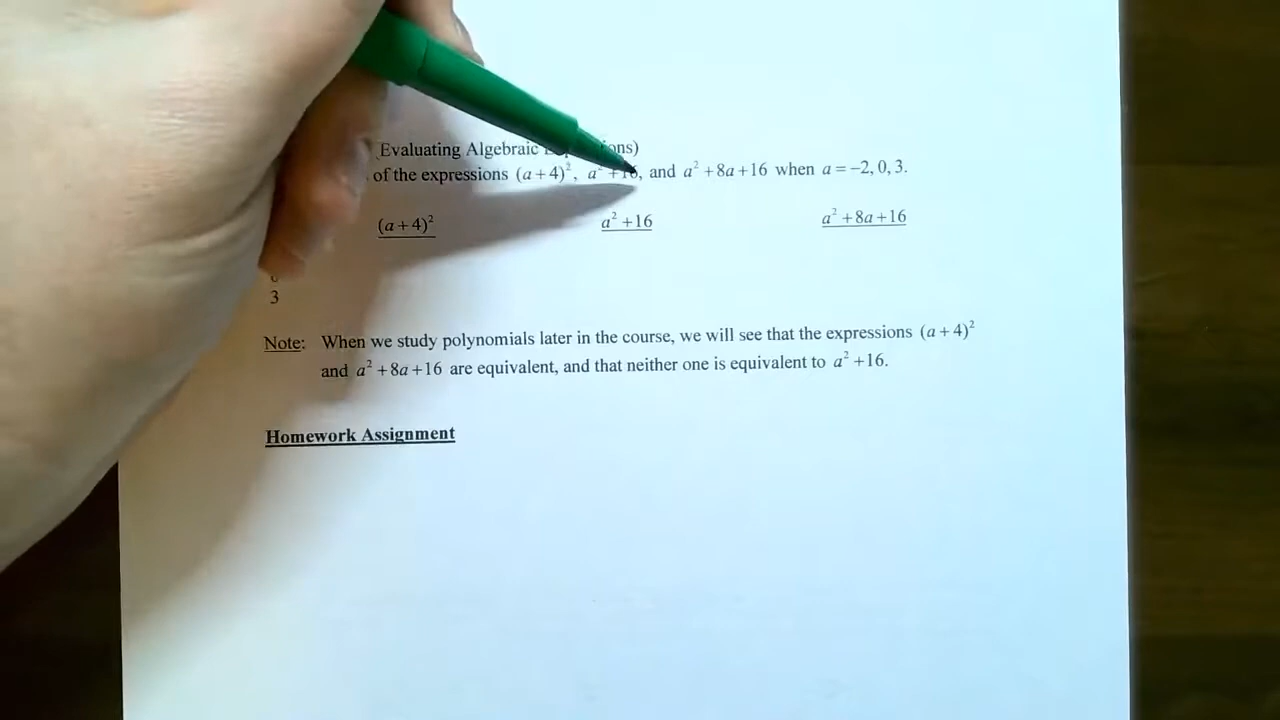 Evaluating Algebraic
of the expressions (a+4)², a²+16, and a²+8a+16 when a=−2, 0, 3.
(a+4)² a²+16 a²+8a+16
3
Note: When we study polynomials later in the course, we will see that the expressions (a+4)²
and a²+8a+16 are equivalent, and that neither one is equivalent to a²+16.
Homework Assignment